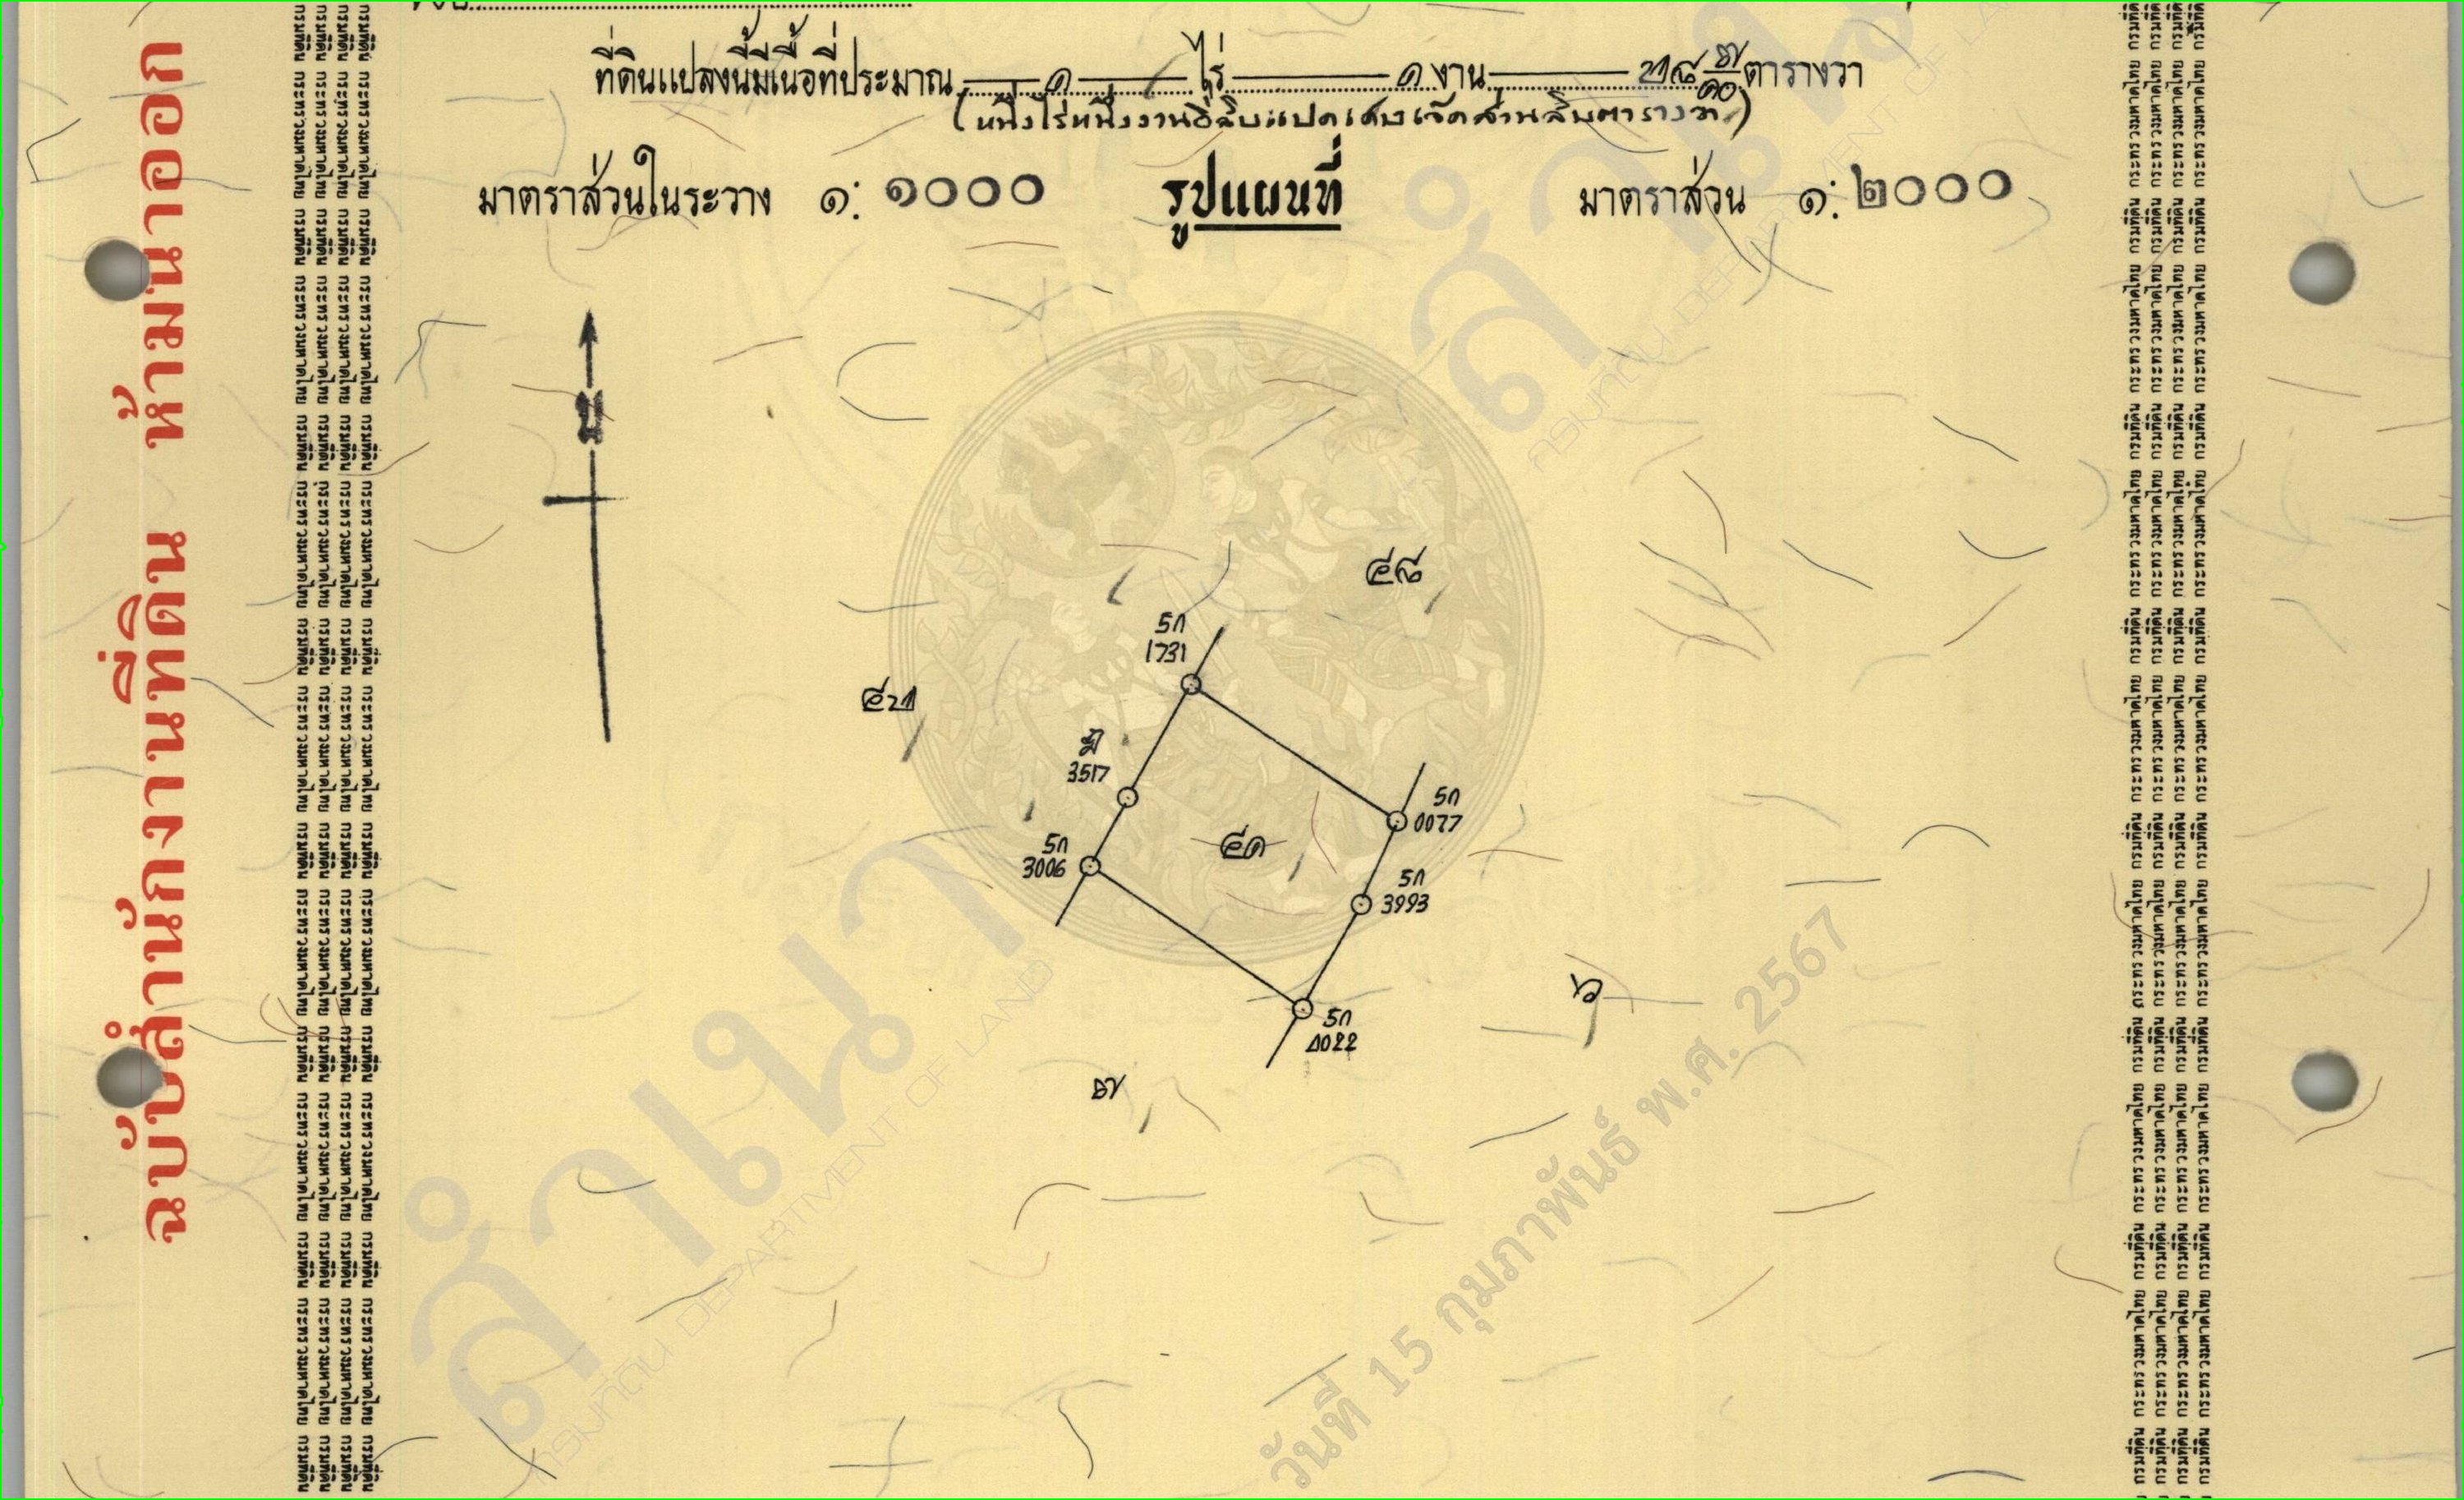 ที่ดินแปลงนี้มีเนื้อที่ประมาณ ๑ ไร่ ๑ งาน ๒๘ ๗/๑๐ ตารางวา
(หนึ่งไร่หนึ่งงานยี่สิบแปดเศษเจ็ดส่วนสิบตารางวา)
มาตราส่วนในระวาง ๑: ๑๐๐๐
รูปแผนที่
มาตราส่วน ๑: ๒๐๐๐
น
๕๘
5ก
1731
๕๒
3517
5ก
0077
5ก
3006
๕๑
5ก
3993
๖
5ก
๗
ฉบับสำนักงานที่ดิน ห้ามนำออก
สำเนา
กรมที่ดิน DEPARTMENT OF LAND
สำเนา
วันที่ 15 กุมภาพันธ์ พ.ศ. 2567
กรมที่ดิน กระทรวงมหาดไทย